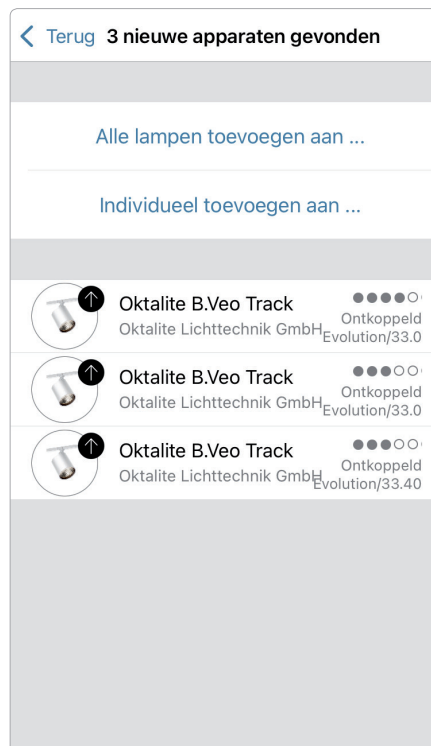 Terug 3 nieuwe apparaten gevonden
Alle lampen toevoegen aan ...
Individueel toevoegen aan ...
Oktalite B.Veo Track
Oktalite Lichttechnik GmbH
Ontkoppeld
Evolution/33.0
Oktalite B.Veo Track
Oktalite Lichttechnik GmbH
Ontkoppeld
Evolution/33.0
Oktalite B.Veo Track
Oktalite Lichttechnik GmbH
Ontkoppeld
Evolution/33.40